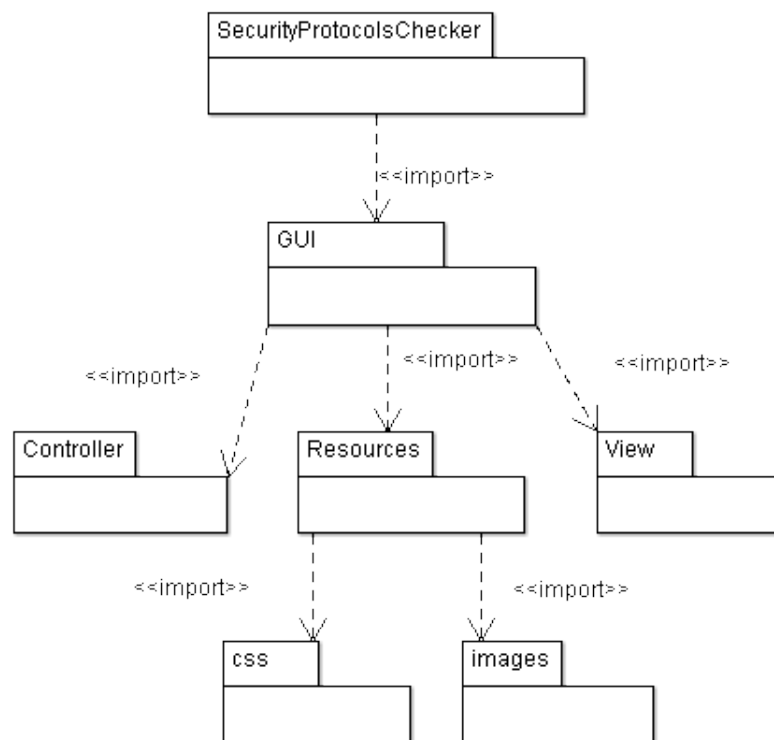 SecurityProtocolsChecker
<<import>>
GUI
<<import>>
<<import>>
<<import>>
Controller
Resources
View
<<import>>
<<import>>
css
images